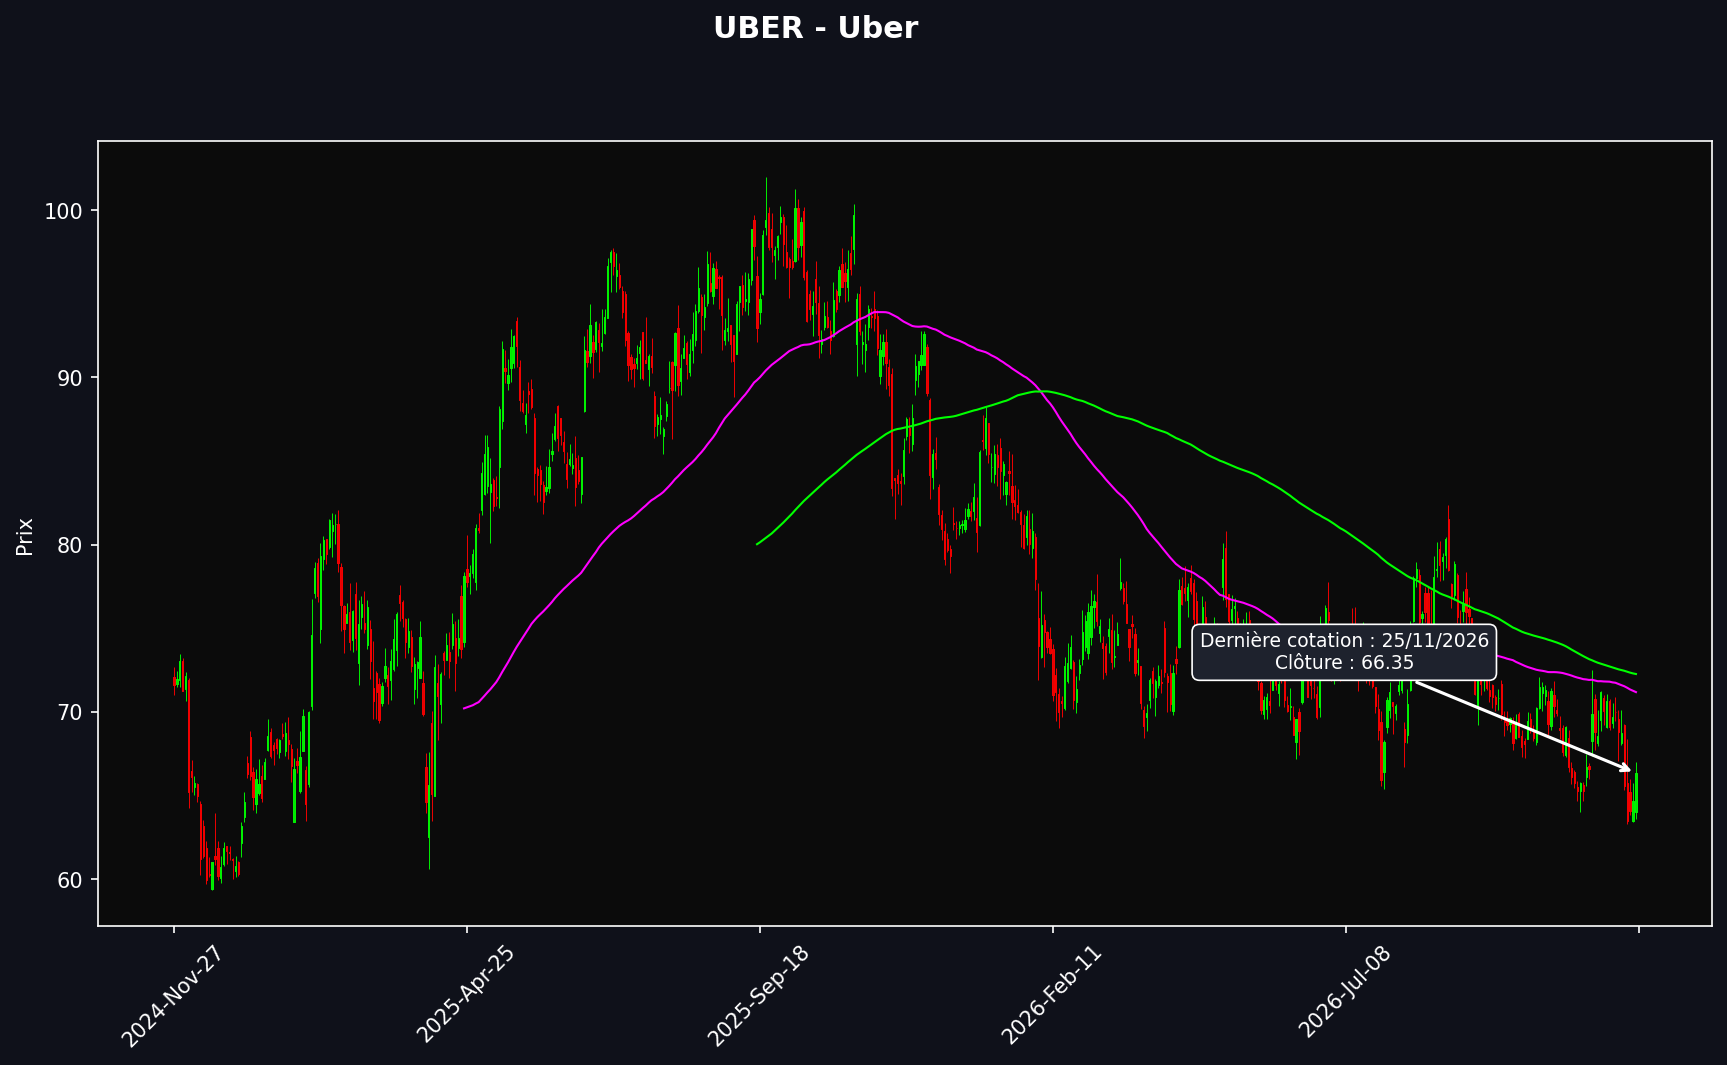 UBER - Uber
Prix
100
90
80
70
60
Dernière cotation : 25/11/2026
Clôture : 66.35
2024-Nov-27
2025-Apr-25
2025-Sep-18
2026-Feb-11
2026-Jul-08